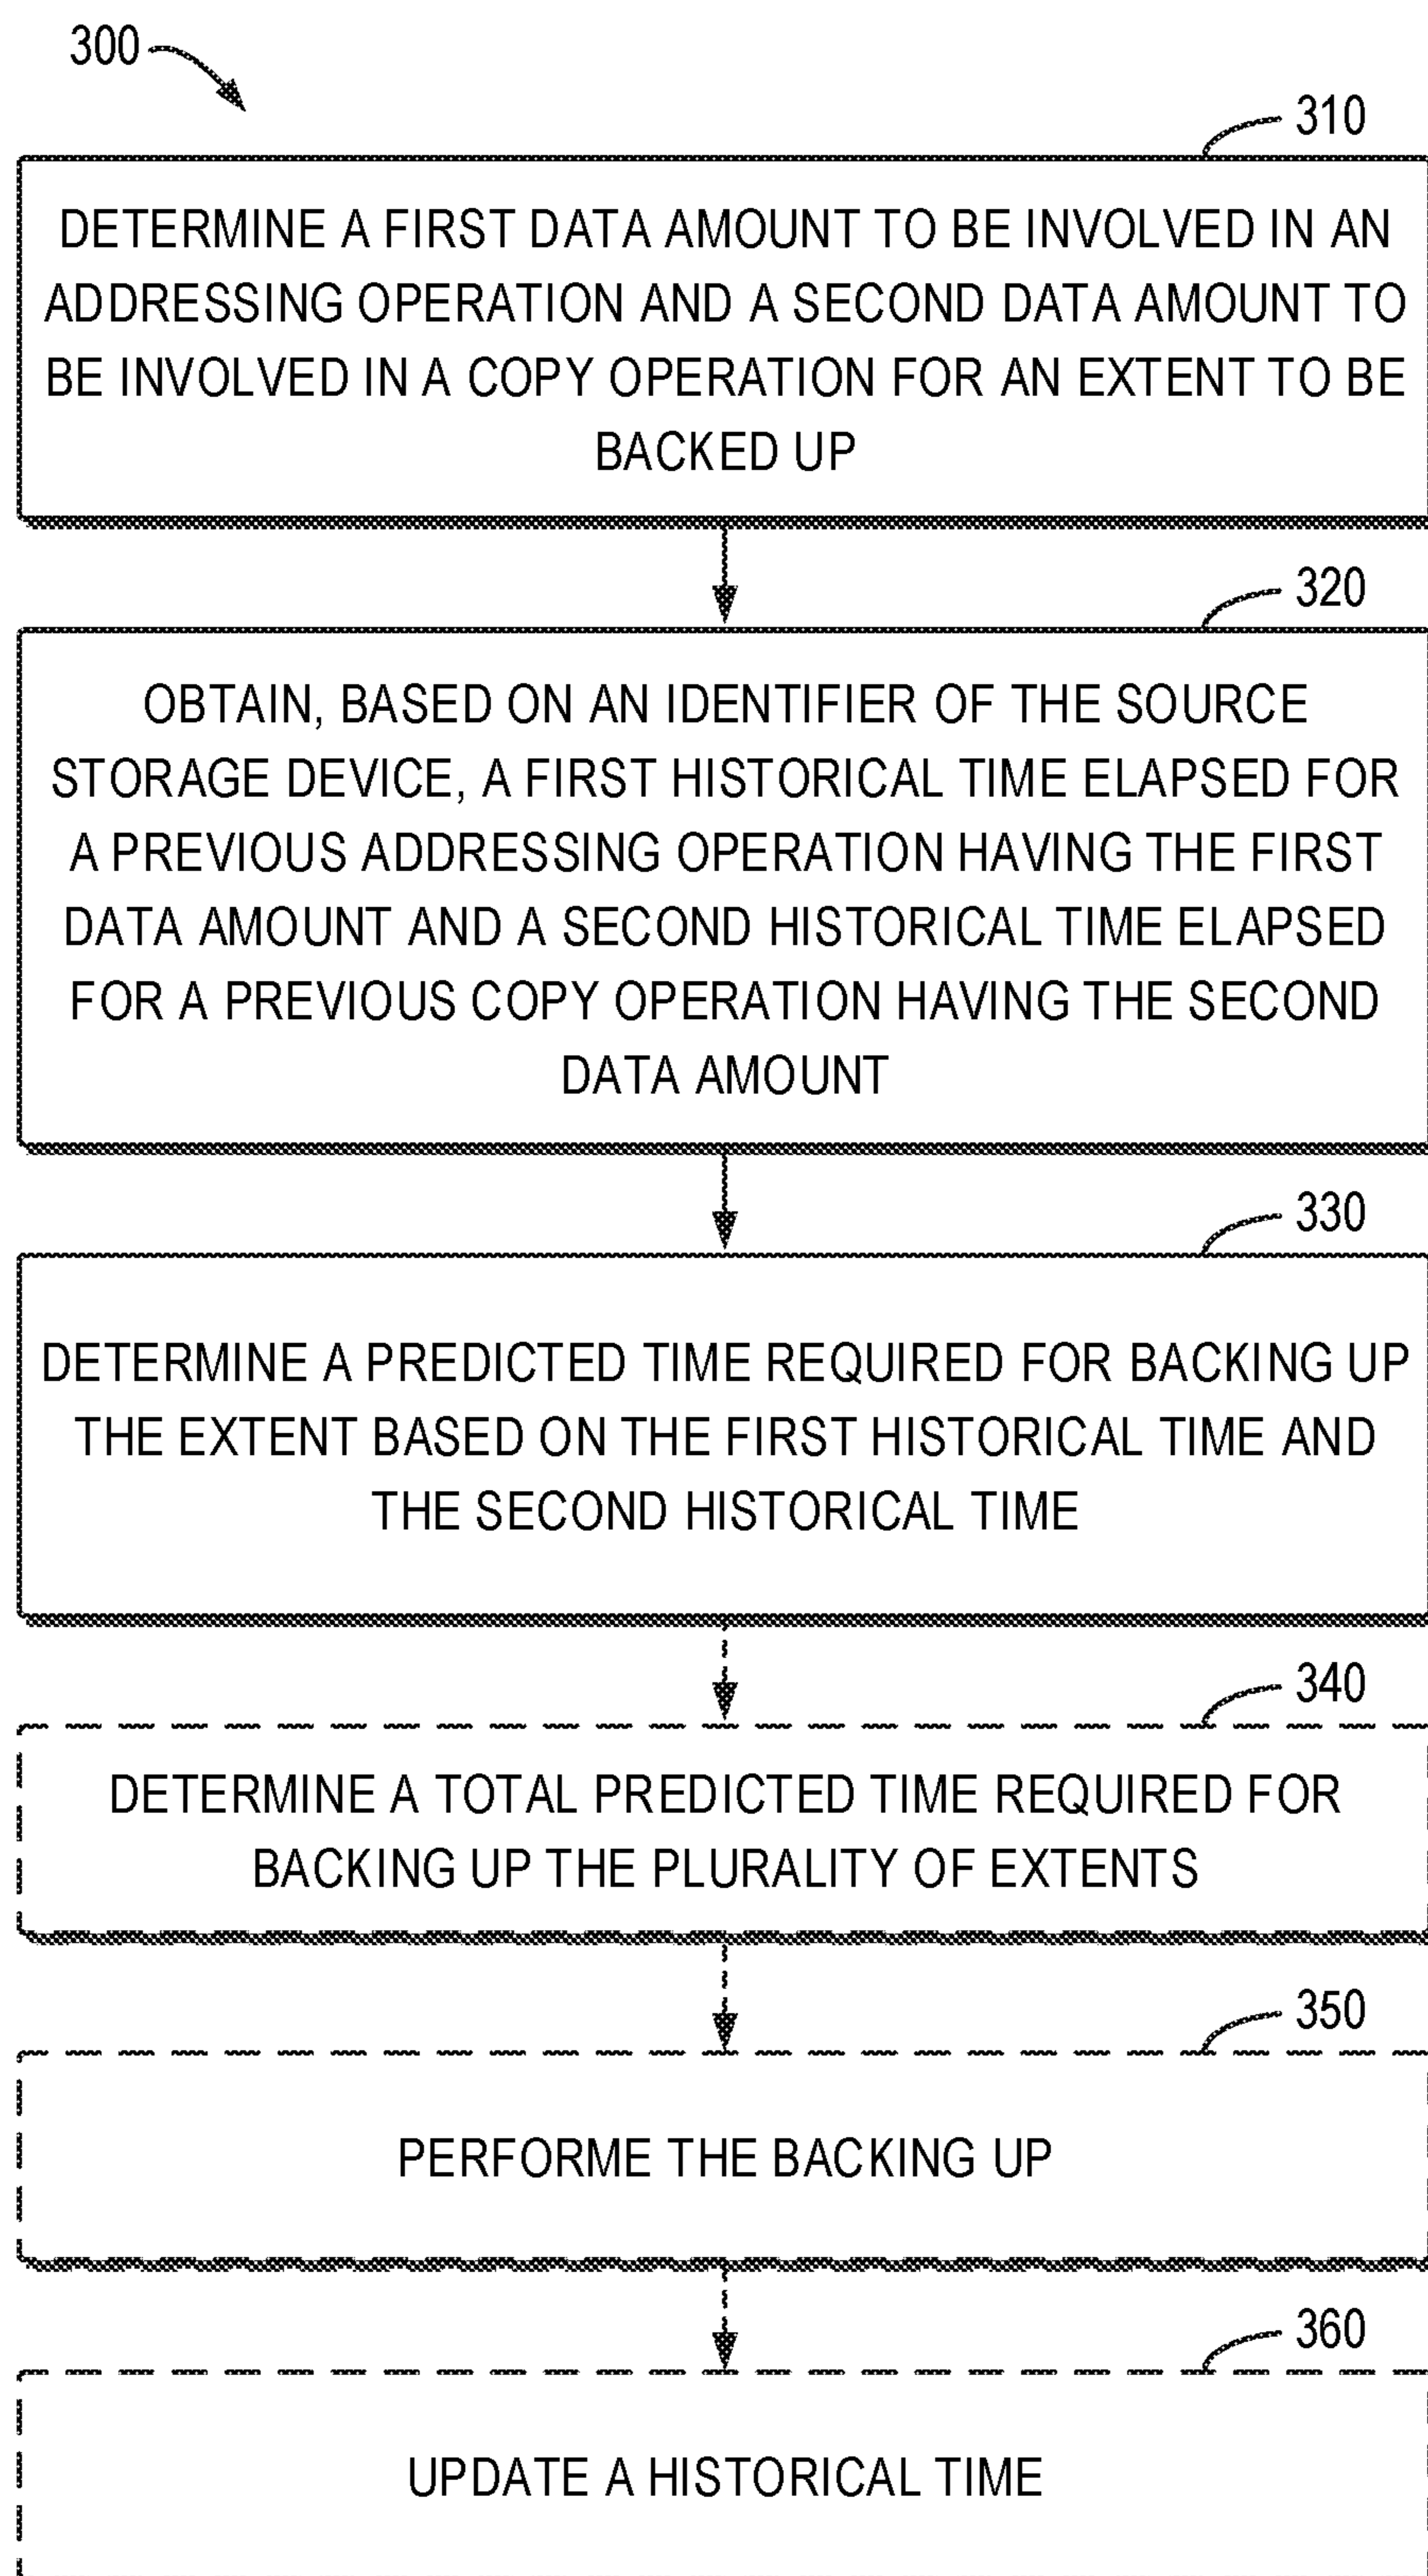 300
310
DETERMINE A FIRST DATA AMOUNT TO BE INVOLVED IN AN
ADDRESSING OPERATION AND A SECOND DATA AMOUNT TO
BE INVOLVED IN A COPY OPERATION FOR AN EXTENT TO BE
BACKED UP
320
OBTAIN, BASED ON AN IDENTIFIER OF THE SOURCE
STORAGE DEVICE, A FIRST HISTORICAL TIME ELAPSED FOR
A PREVIOUS ADDRESSING OPERATION HAVING THE FIRST
DATA AMOUNT AND A SECOND HISTORICAL TIME ELAPSED
FOR A PREVIOUS COPY OPERATION HAVING THE SECOND
DATA AMOUNT
330
DETERMINE A PREDICTED TIME REQUIRED FOR BACKING UP
THE EXTENT BASED ON THE FIRST HISTORICAL TIME AND
THE SECOND HISTORICAL TIME
340
DETERMINE A TOTAL PREDICTED TIME REQUIRED FOR
BACKING UP THE PLURALITY OF EXTENTS
350
PERFORME THE BACKING UP
360
UPDATE A HISTORICAL TIME